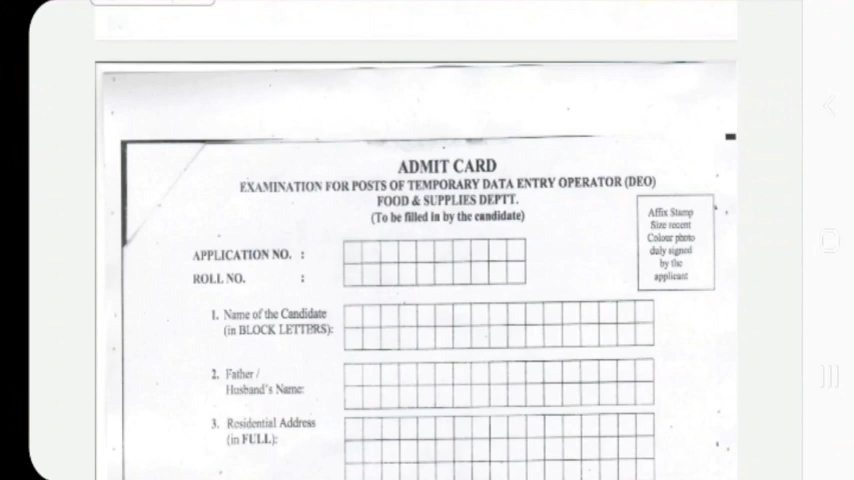 ADMIT CARD
EXAMINATION FOR POSTS OF TEMPORARY DATA ENTRY OPERATOR (DEO)
FOOD & SUPPLIES DEPTT.
(To be filled in by the candidate)
Affix Stamp
Size recent
Colour photo
duly signed
by the
applicant
APPLICATION NO. :
ROLL NO. :
1. Name of the Candidate
(in BLOCK LETTERS):
2. Father /
Husband's Name:
3. Residential Address
(in FULL):